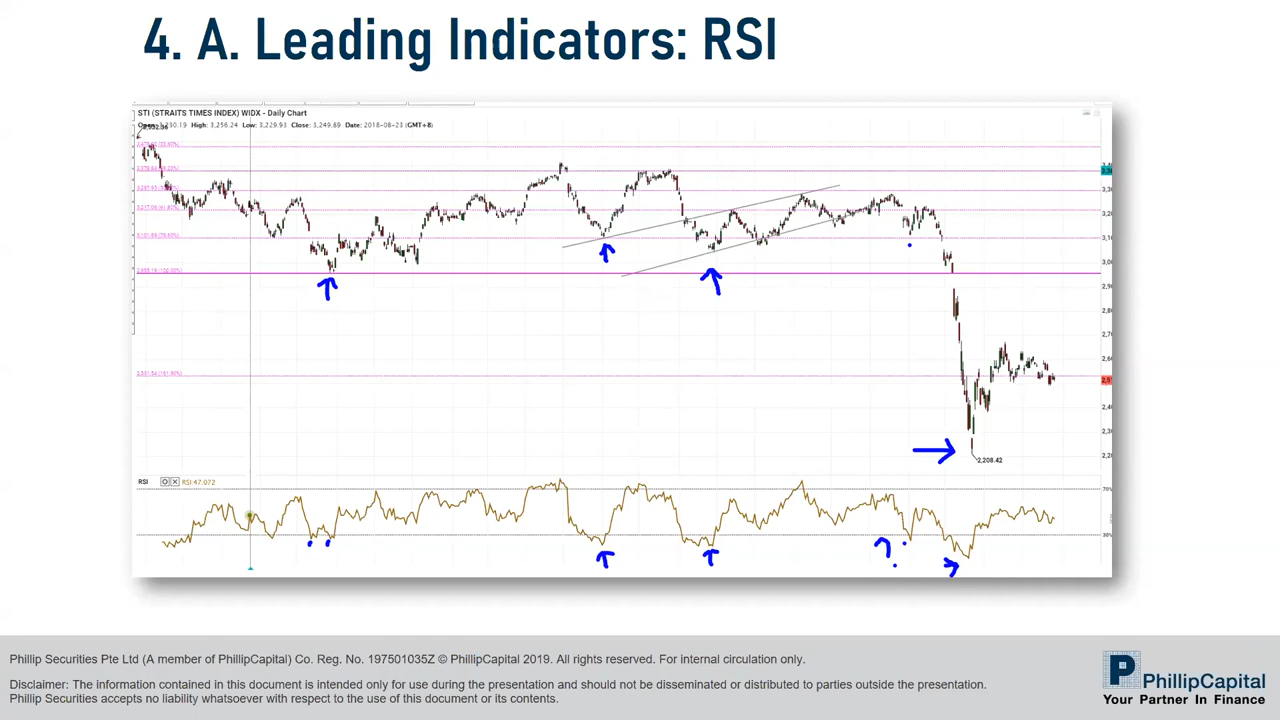 4. A. Leading Indicators: RSI
STI (STRAITS TIMES INDEX) WIDX - Daily Chart
High: 3,256.24 Low: 3,229.93 Close: 3,249.89 Date: 2018-08-23 (GMT+8)
2,208.42
RSI
RSI 47.072
70%
30%
?
Phillip Securities Pte Ltd (A member of PhillipCapital) Co. Reg. No. 197501035Z © PhillipCapital 2019. All rights reserved. For internal circulation only.
Disclaimer: The information contained in this document is intended only for use during the presentation and should not be disseminated or distributed to parties outside the presentation.
Phillip Securities accepts no liability whatsoever with respect to the use of this document or its contents.
PhillipCapital
Your Partner In Finance